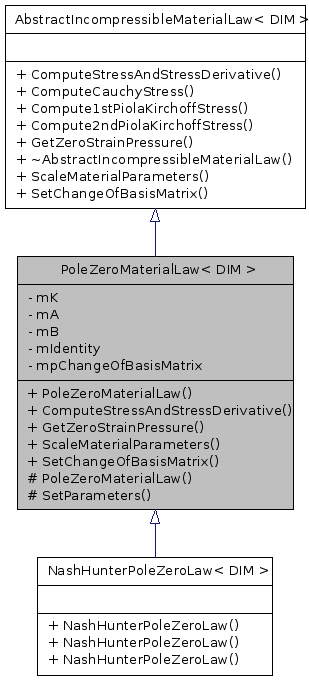 AbstractIncompressibleMaterialLaw< DIM >
+ ComputeStressAndStressDerivative()
+ ComputeCauchyStress()
+ Compute1stPiolaKirchoffStress()
+ Compute2ndPiolaKirchoffStress()
+ GetZeroStrainPressure()
+ ~AbstractIncompressibleMaterialLaw()
+ ScaleMaterialParameters()
+ SetChangeOfBasisMatrix()
PoleZeroMaterialLaw< DIM >
- mK
- mA
- mB
- mIdentity
- mpChangeOfBasisMatrix
+ PoleZeroMaterialLaw()
+ ComputeStressAndStressDerivative()
+ GetZeroStrainPressure()
+ ScaleMaterialParameters()
+ SetChangeOfBasisMatrix()
# PoleZeroMaterialLaw()
# SetParameters()
NashHunterPoleZeroLaw< DIM >
+ NashHunterPoleZeroLaw()
+ NashHunterPoleZeroLaw()
+ NashHunterPoleZeroLaw()